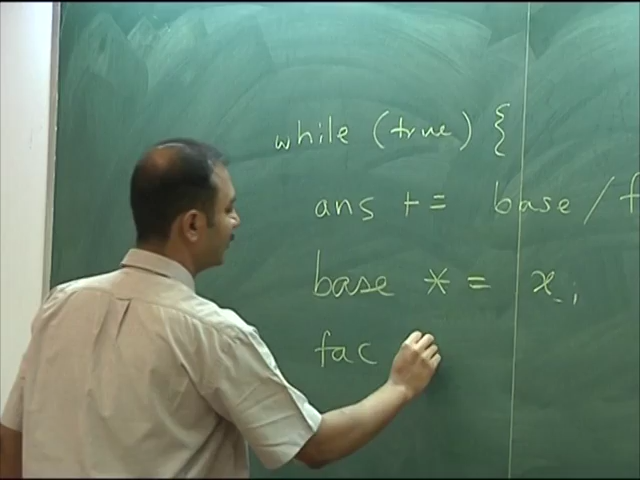 while (true) {
ans += base / f
base *= x;
fac